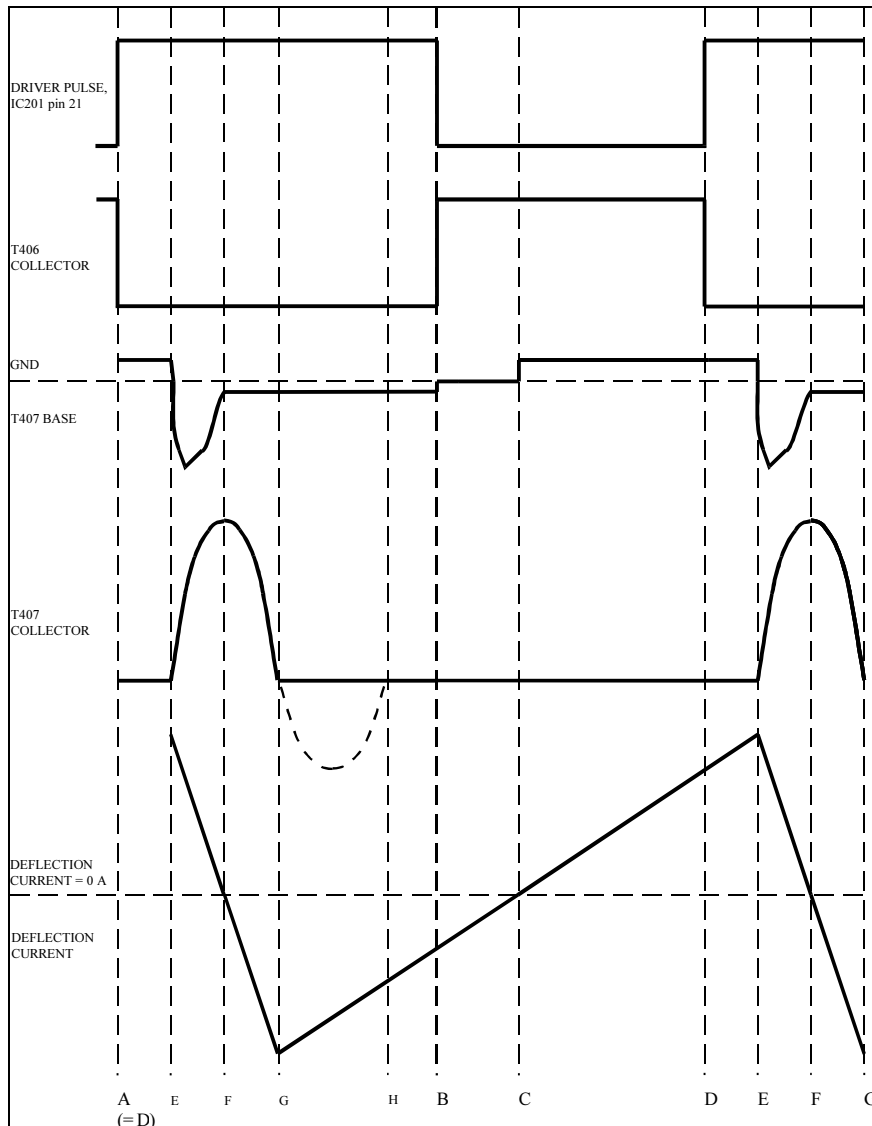 DRIVER PULSE,
IC201 pin 21
T406
COLLECTOR
GND
T407 BASE
T407
COLLECTOR
DEFLECTION
CURRENT = 0 A
DEFLECTION
CURRENT
A E F G H B C D E F G
(= D)